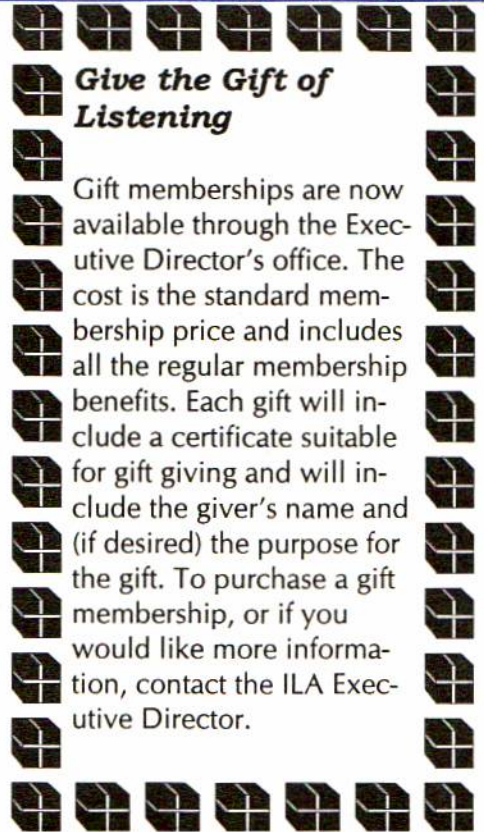 Give the Gift of
Listening
Gift memberships are now
available through the Exec-
utive Director's office. The
cost is the standard mem-
bership price and includes
all the regular membership
benefits. Each gift will in-
clude a certificate suitable
for gift giving and will in-
clude the giver's name and
(if desired) the purpose for
the gift. To purchase a gift
membership, or if you
would like more informa-
tion, contact the ILA Exec-
utive Director.